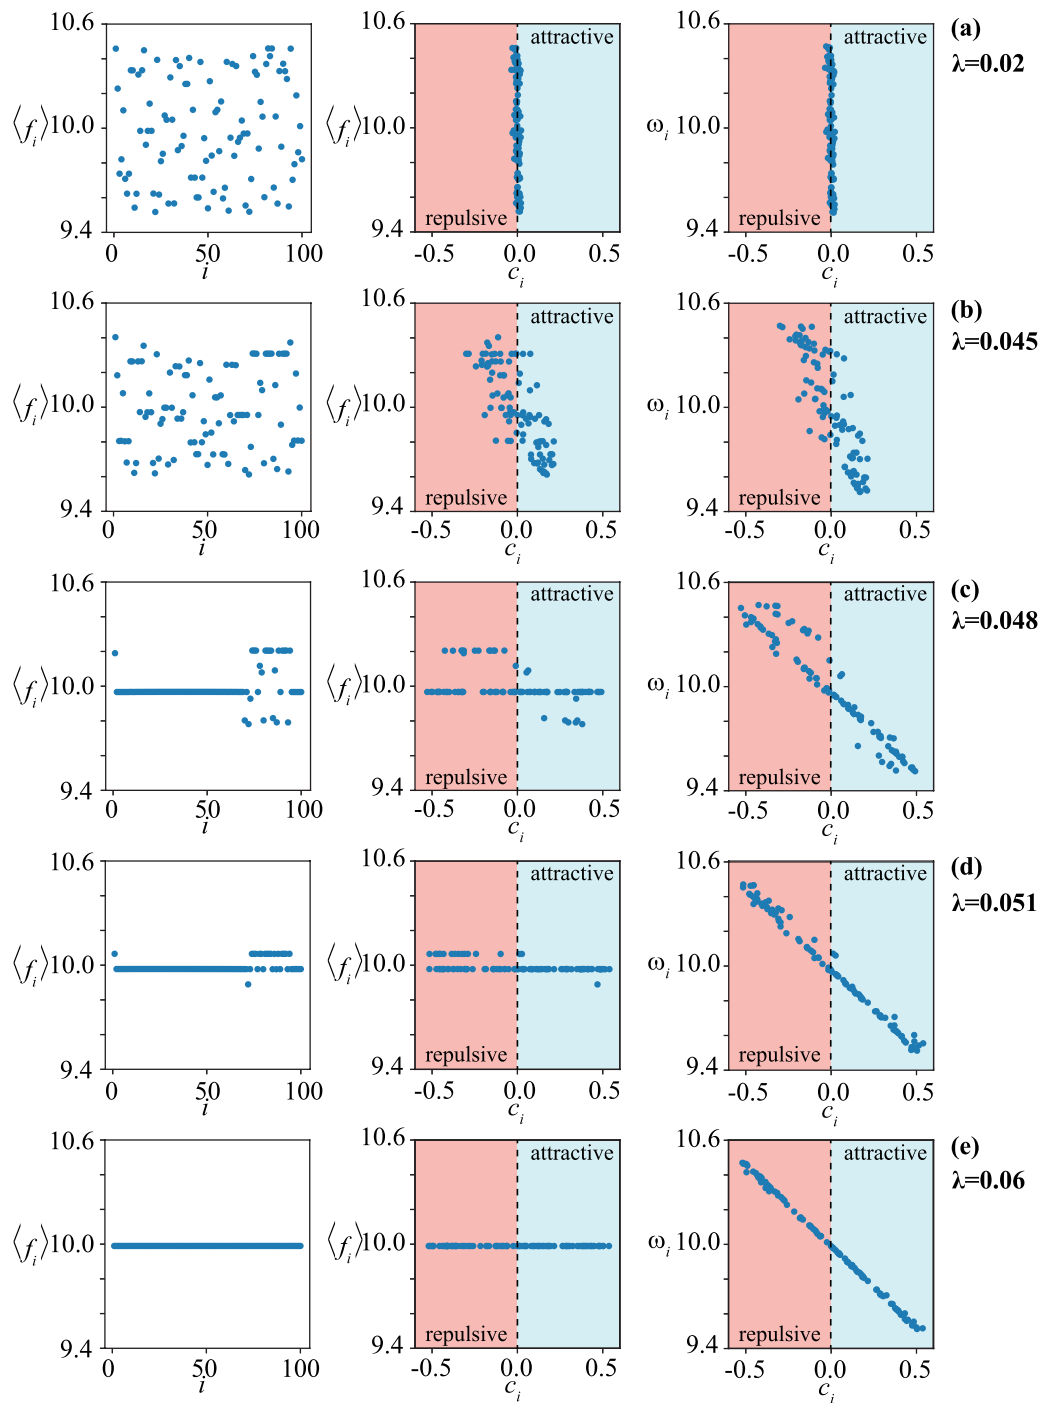 10.6
⟨f_i⟩ 10.0
9.4
0 50 100
i
10.6
⟨f_i⟩ 10.0
9.4
attractive
repulsive
-0.5 0.0 0.5
c_i
10.6
ω_i 10.0
9.4
attractive
repulsive
-0.5 0.0 0.5
c_i
(a)
λ=0.02
10.6
⟨f_i⟩ 10.0
9.4
0 50 100
i
10.6
⟨f_i⟩ 10.0
9.4
attractive
repulsive
-0.5 0.0 0.5
c_i
10.6
ω_i 10.0
9.4
attractive
repulsive
-0.5 0.0 0.5
c_i
(b)
λ=0.045
10.6
⟨f_i⟩ 10.0
9.4
0 50 100
i
10.6
⟨f_i⟩ 10.0
9.4
attractive
repulsive
-0.5 0.0 0.5
c_i
10.6
ω_i 10.0
9.4
attractive
repulsive
-0.5 0.0 0.5
c_i
(c)
λ=0.048
10.6
⟨f_i⟩ 10.0
9.4
0 50 100
i
10.6
⟨f_i⟩ 10.0
9.4
attractive
repulsive
-0.5 0.0 0.5
c_i
10.6
ω_i 10.0
9.4
attractive
repulsive
-0.5 0.0 0.5
c_i
(d)
λ=0.051
10.6
⟨f_i⟩ 10.0
9.4
0 50 100
i
10.6
⟨f_i⟩ 10.0
9.4
attractive
repulsive
-0.5 0.0 0.5
c_i
10.6
ω_i 10.0
9.4
attractive
repulsive
-0.5 0.0 0.5
c_i
(e)
λ=0.06